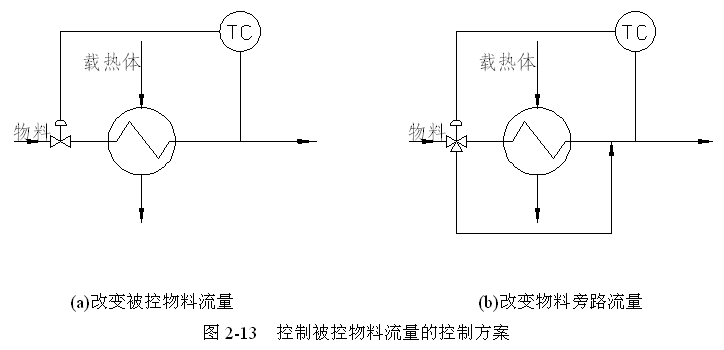 TC
载热体
物料
TC
载热体
物料
(a)改变被控物料流量
(b)改变物料旁路流量
图 2-13 控制被控物料流量的控制方案